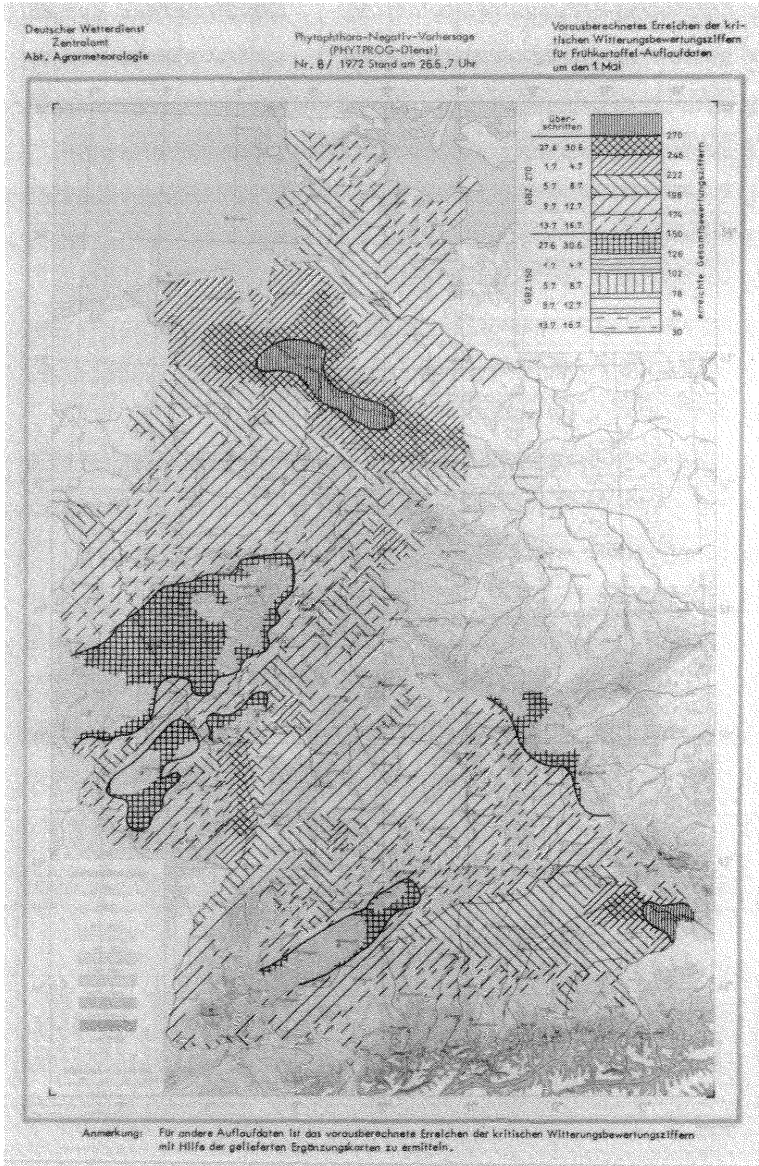 Deutscher Wetterdienst
Zentralamt
Abt. Agrarmeteorologie
Phytophthora-Negativ-Vorhersage
(PHYTPROG-Dienst)
Nr. 8/ 1972 Stand am 26.6.,7 Uhr
Vorausberechnetes Erreichen der kri-
tischen Witterungsbewertungsziffern
für Frühkartoffel-Auflaufdaten
um den 1 Mai
über-
schritten
270
27.6 30.6
246
1.7 4.7
222
5.7 8.7
198
9.7 12.7
174
13.7 16.7
150
27.6 30.6
126
1.7 4.7
102
5.7 8.7
78
9.7 12.7
54
13.7 16.7
30
GBZ 270
GBZ 150
erreichte Gesamtbewertungsziffern
Anmerkung: Für andere Auflaufdaten ist das vorausberechnete Erreichen der kritischen Witterungsbewertungsziffern
mit Hilfe der gelieferten Ergänzungskarten zu ermitteln.